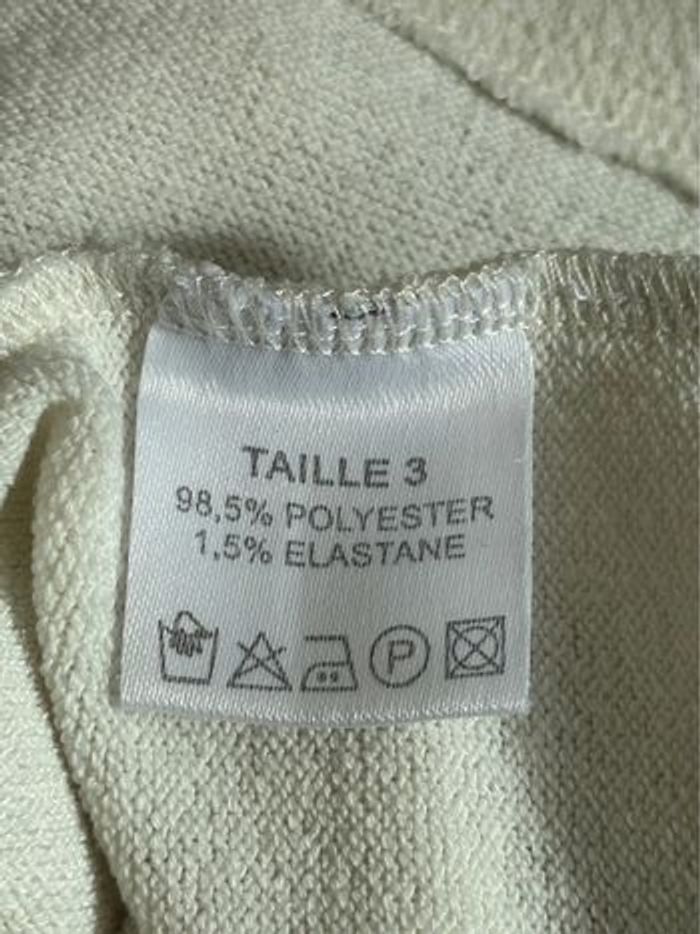 TAILLE 3
98,5% POLYESTER
1,5% ELASTANE
P